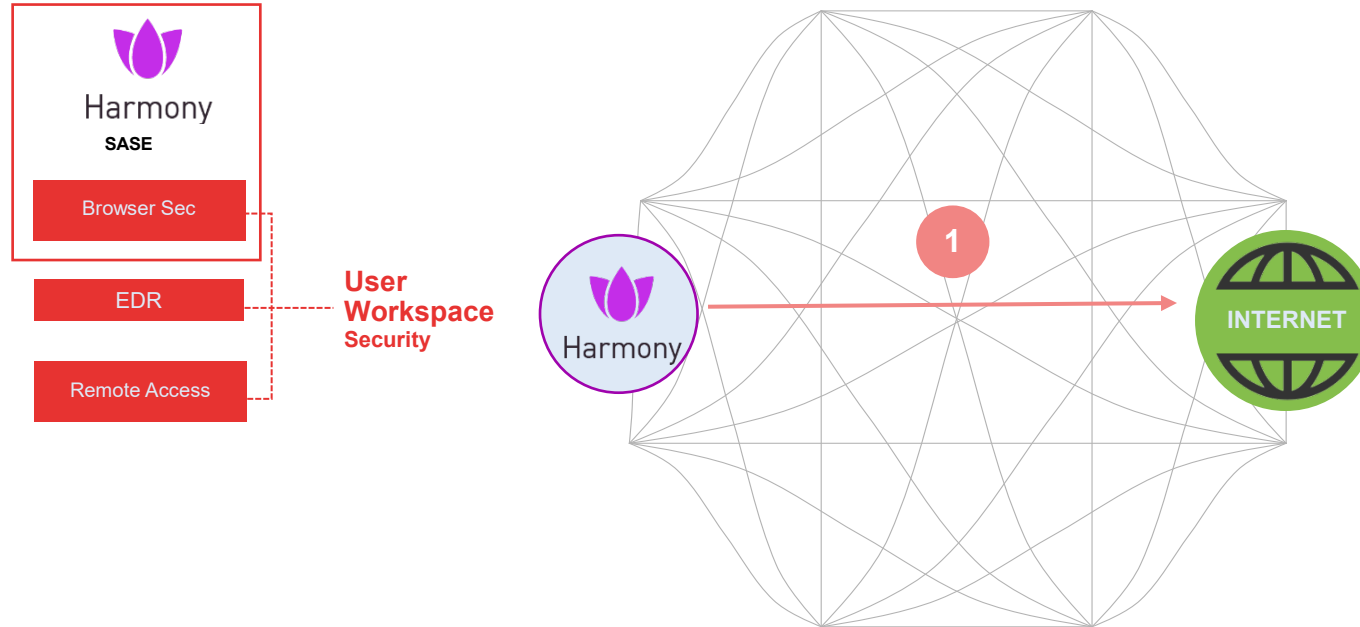 Harmony
SASE
Browser Sec
EDR
Remote Access
User
Workspace
Security
Harmony
1
INTERNET